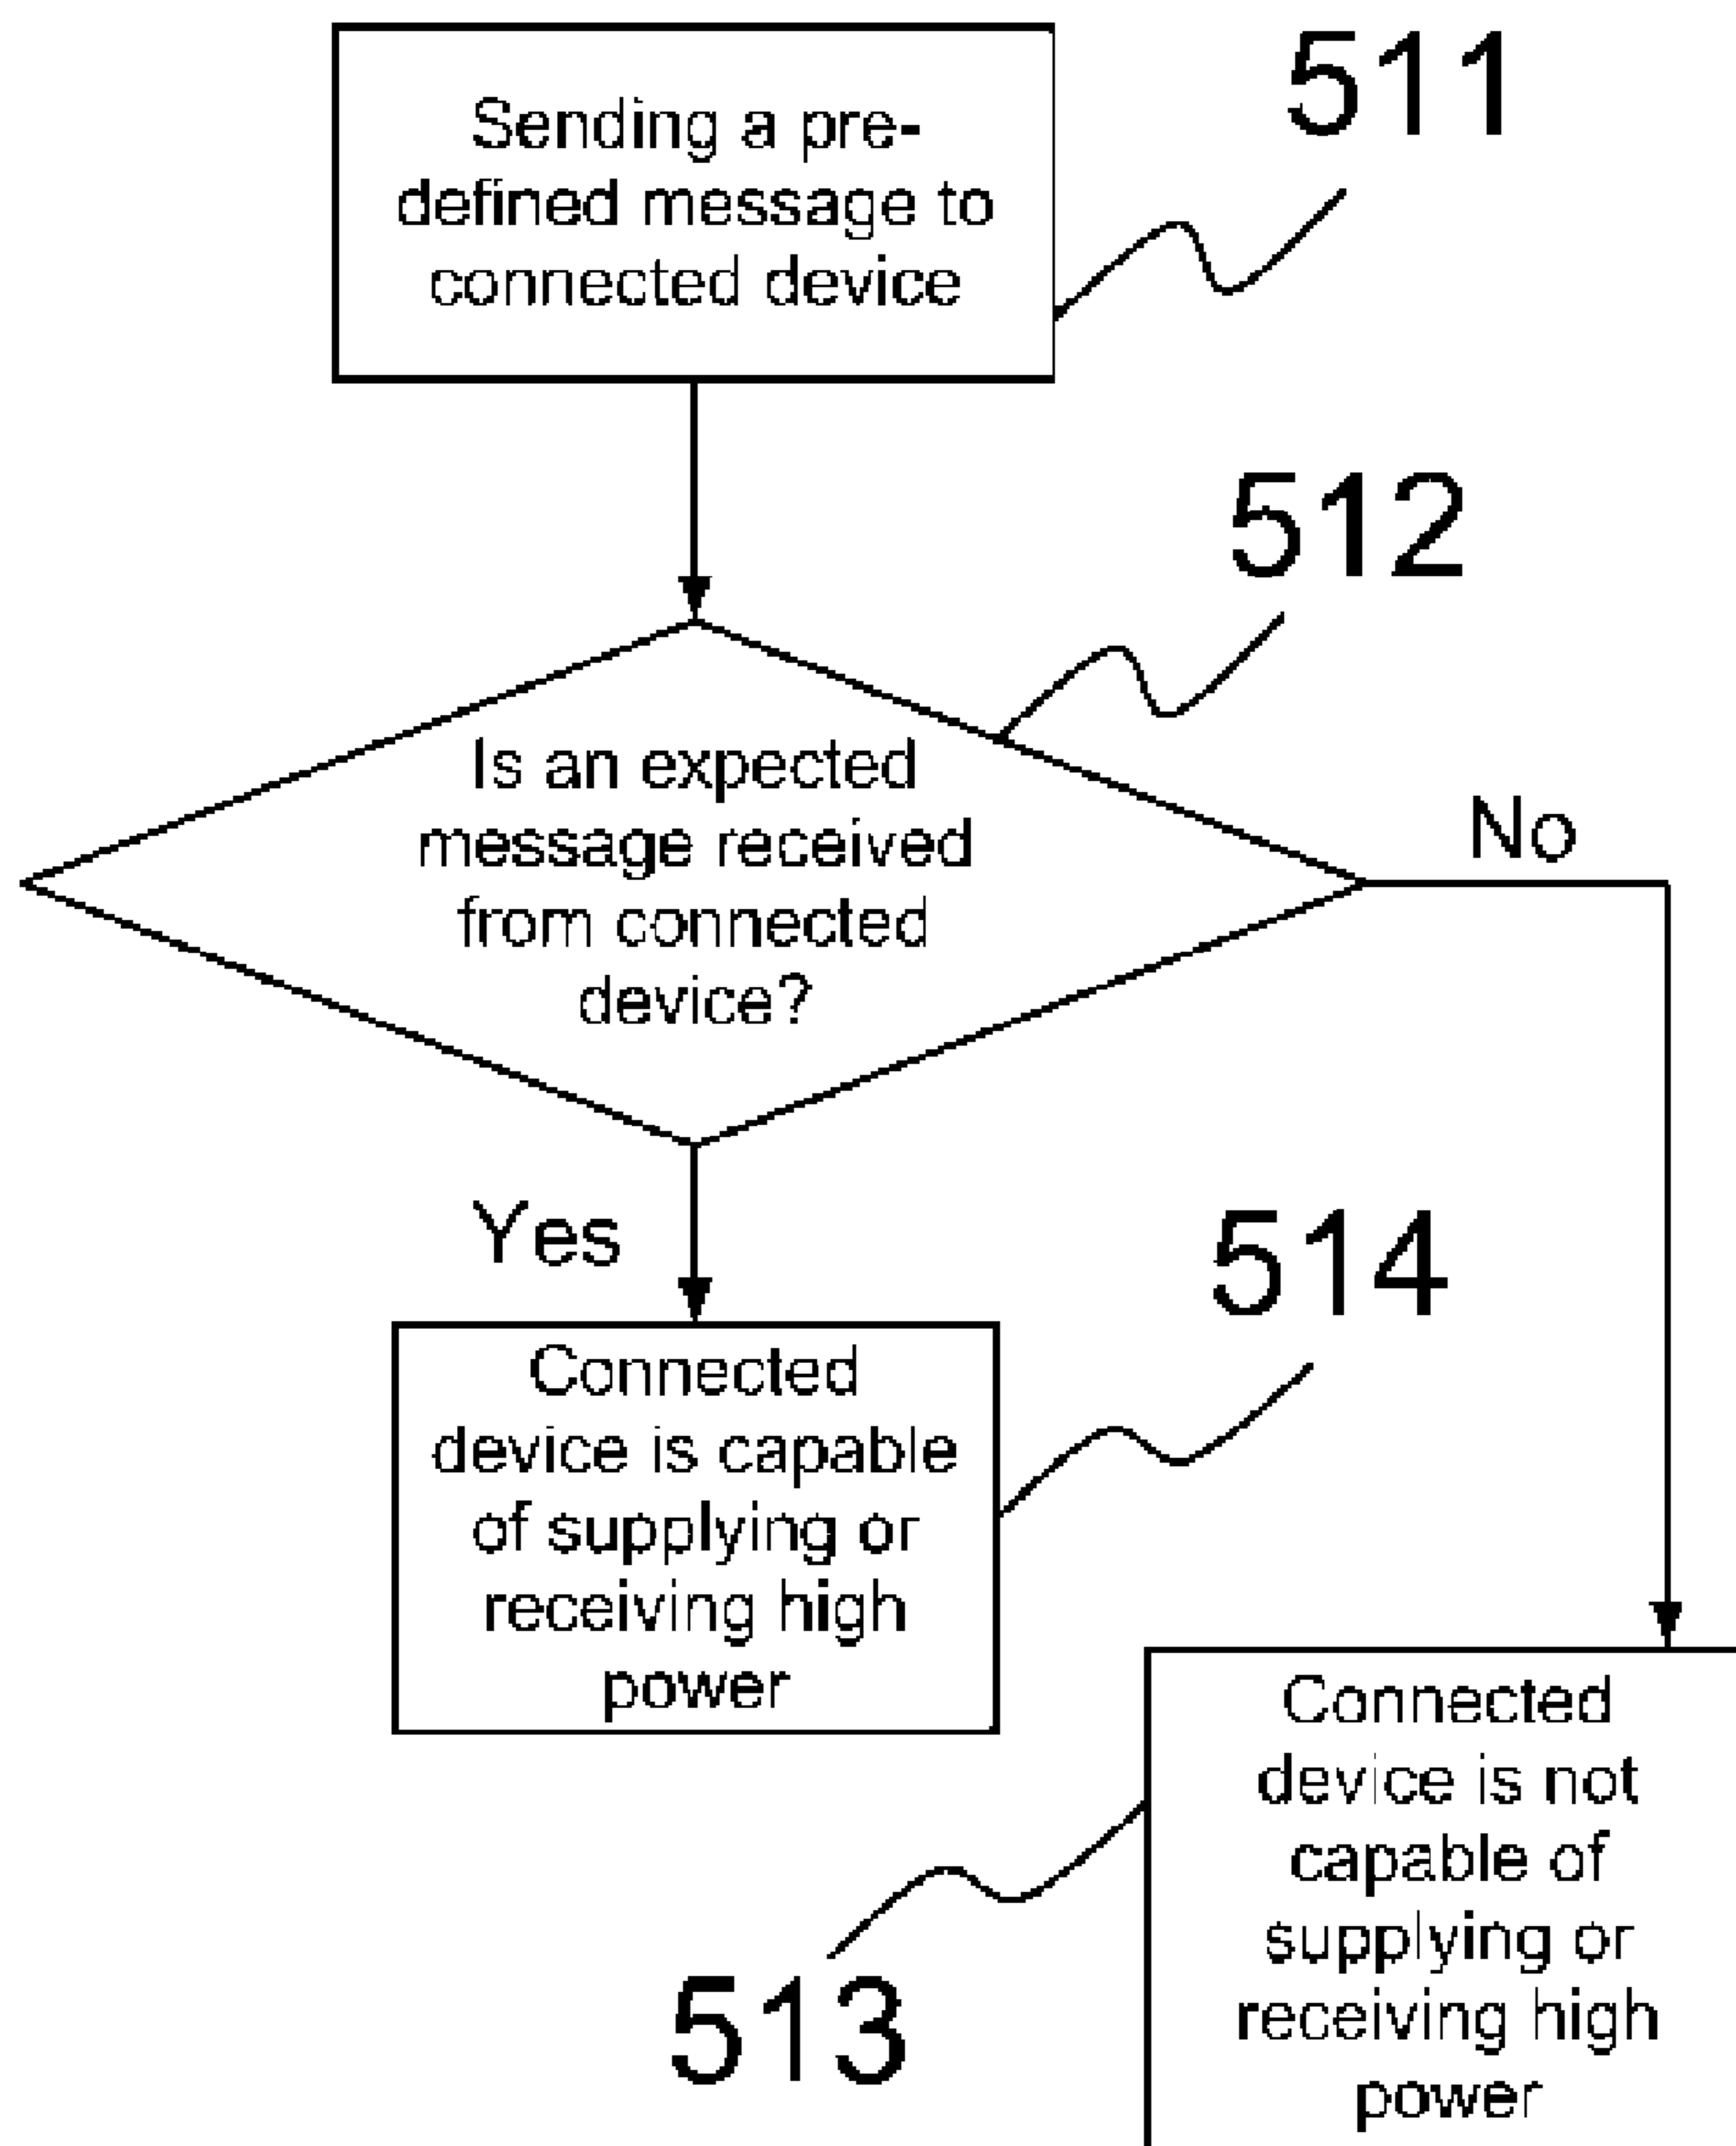 Sending a pre-
defined message to
connected device
511
512
Is an expected
message received
from connected
device?
No
Yes
514
Connected
device is capable
of supplying or
receiving high
power
Connected
device is not
capable of
supplying or
receiving high
power
513